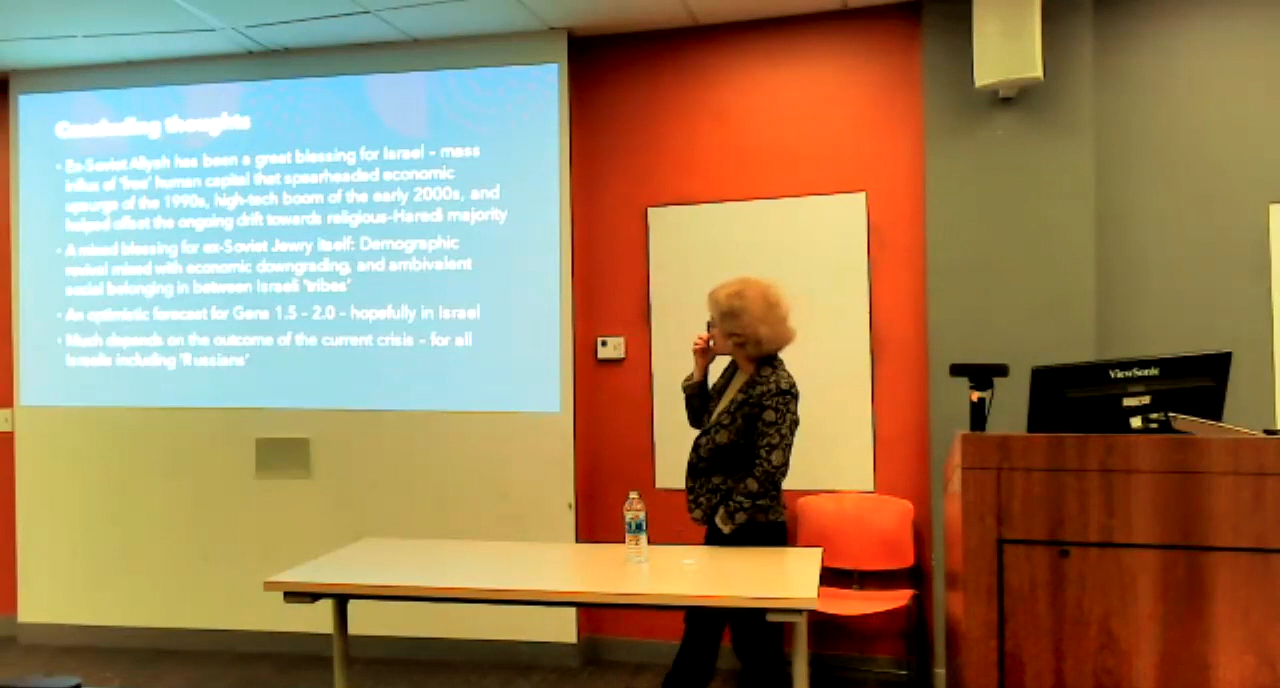 Concluding thoughts
• Ex-Soviet Aliyah has been a great blessing for Israel – mass
influx of 'free' human capital that spearheaded economic
upsurge of the 1990s, high-tech boom of the early 2000s, and
helped offset the ongoing drift towards religious-Haredi majority
• A mixed blessing for ex-Soviet Jewry itself: Demographic
revival mixed with economic downgrading, and ambivalent
social belonging in between Israeli 'tribes'
• An optimistic forecast for Gens 1.5 – 2.0 – hopefully in Israel
• Much depends on the outcome of the current crisis – for all
Israelis including 'Russians'
ViewSonic